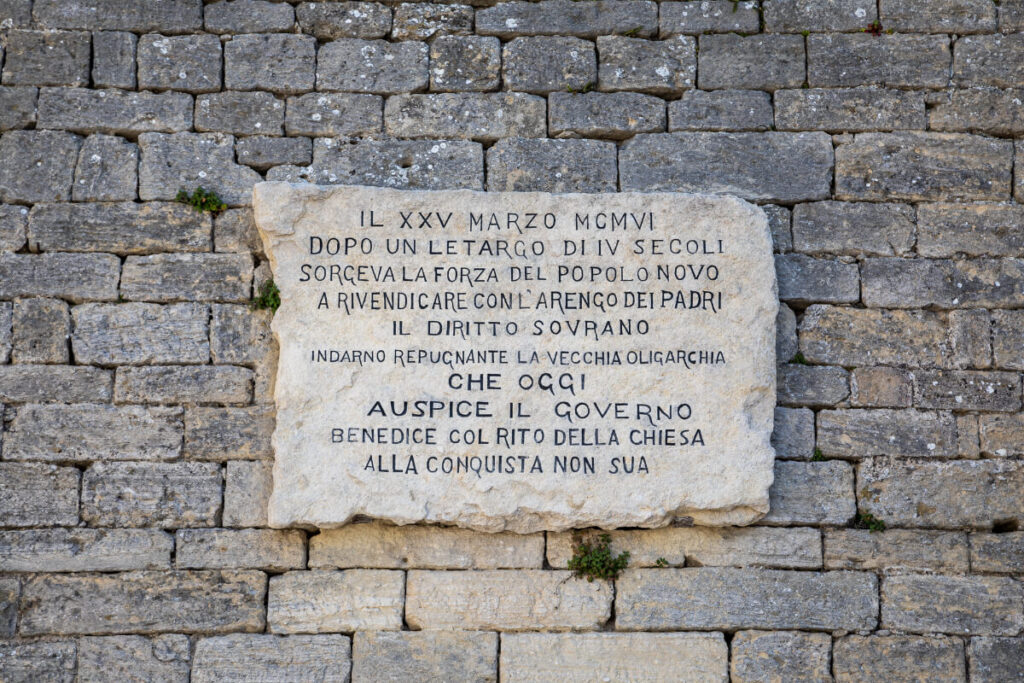 IL XXV MARZO MCMVI
DOPO UN LETARGO DI IV SECOLI
SORGEVA LA FORZA DEL POPOLO NOVO
A RIVENDICARE CON L'ARENGO DEI PADRI
IL DIRITTO SOVRANO
INDARNO REPUGNANTE LA VECCHIA OLIGARCHIA
CHE OGGI
AUSPICE IL GOVERNO
BENEDICE COL RITO DELLA CHIESA
ALLA CONQUISTA NON SUA